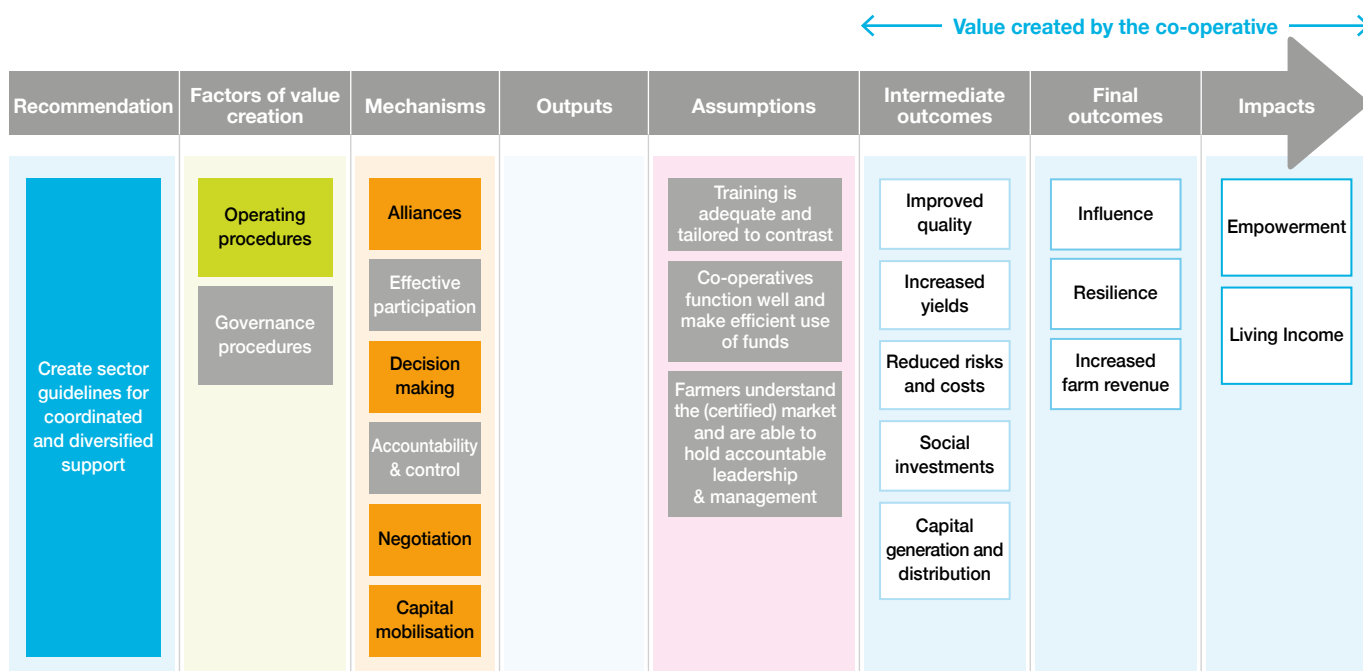 Value created by the co-operative
Recommendation
Factors of value
creation
Mechanisms
Outputs
Assumptions
Intermediate
outcomes
Final
outcomes
Impacts
Create sector
guidelines for
coordinated
and diversified
support
Operating
procedures
Governance
procedures
Alliances
Effective
participation
Decision
making
Accountability
& control
Negotiation
Capital
mobilisation
Training is
adequate and
tailored to contrast
Co-operatives
function well and
make efficient use
of funds
Farmers understand
the (certified) market
and are able to
hold accountable
leadership
& management
Improved
quality
Increased
yields
Reduced risks
and costs
Social
investments
Capital
generation and
distribution
Influence
Resilience
Increased
farm revenue
Empowerment
Living Income